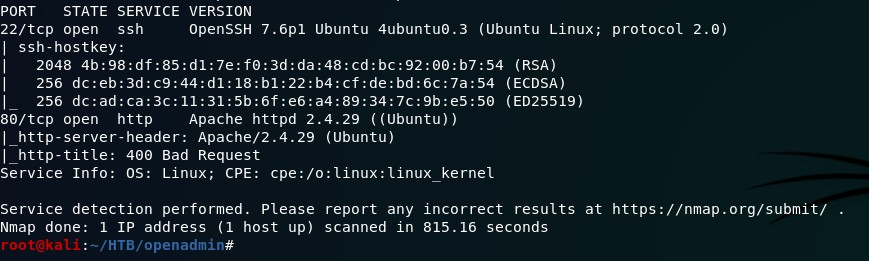 PORT   STATE SERVICE VERSION
22/tcp open  ssh     OpenSSH 7.6p1 Ubuntu 4ubuntu0.3 (Ubuntu Linux; protocol 2.0)
| ssh-hostkey:
|   2048 4b:98:df:85:d1:7e:f0:3d:da:48:cd:bc:92:00:b7:54 (RSA)
|   256 dc:eb:3d:c9:44:d1:18:b1:22:b4:cf:de:bd:6c:7a:54 (ECDSA)
|_  256 dc:ad:ca:3c:11:31:5b:6f:e6:a4:89:34:7c:9b:e5:50 (ED25519)
80/tcp open  http    Apache httpd 2.4.29 ((Ubuntu))
|_http-server-header: Apache/2.4.29 (Ubuntu)
|_http-title: 400 Bad Request
Service Info: OS: Linux; CPE: cpe:/o:linux:linux_kernel

Service detection performed. Please report any incorrect results at https://nmap.org/submit/ .
Nmap done: 1 IP address (1 host up) scanned in 815.16 seconds
root@kali:~/HTB/openadmin#